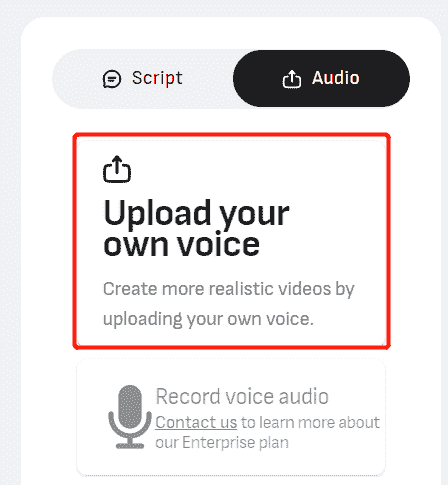 Script
Audio
Upload your
own voice
Create more realistic videos by
uploading your own voice.
Record voice audio
Contact us to learn more about
our Enterprise plan